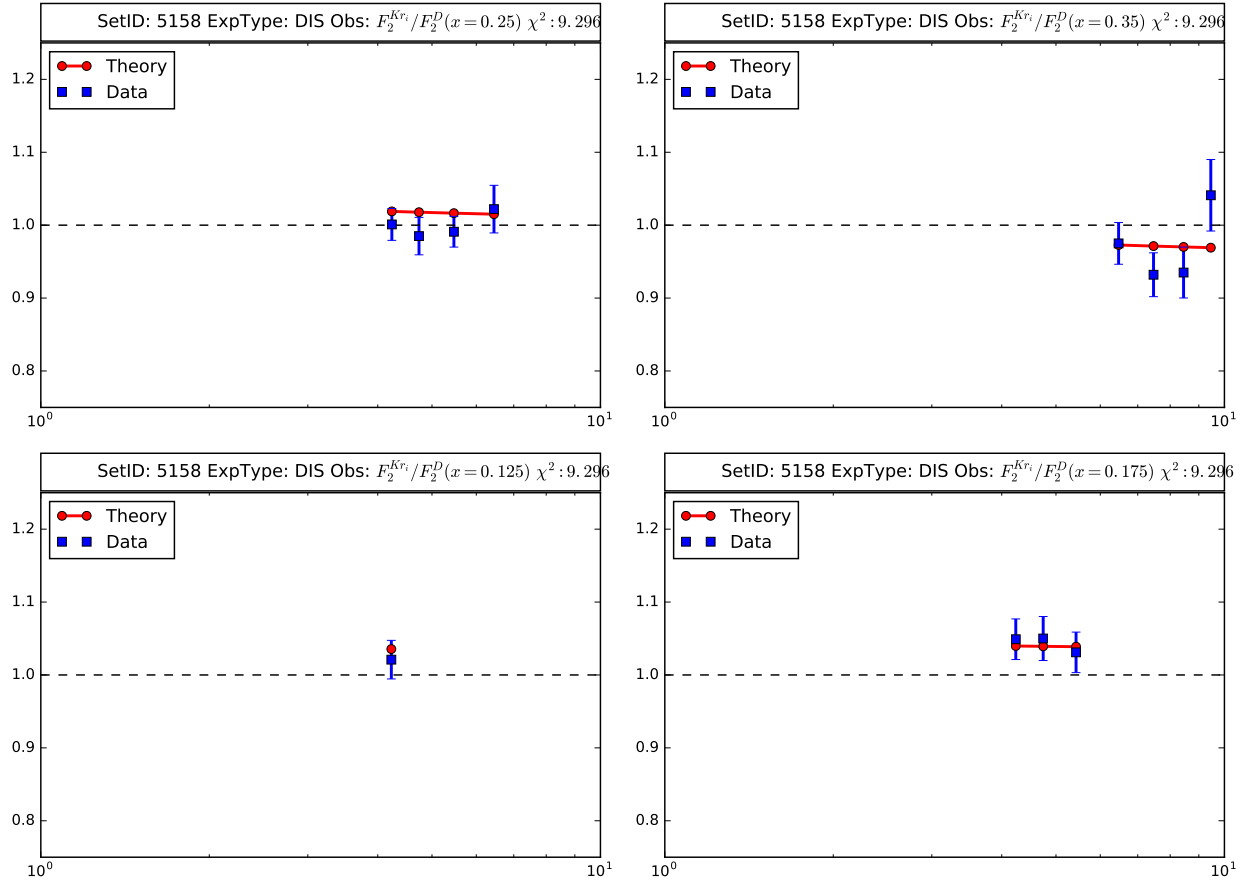 SetID: 5158 ExpType: DIS Obs: $F_2^{Kr_i}/F_2^D(x=0.25)$ $\chi^2:9.296$
Theory
Data
1.2
1.1
1.0
0.9
0.8
10^0
10^1
SetID: 5158 ExpType: DIS Obs: $F_2^{Kr_i}/F_2^D(x=0.35)$ $\chi^2:9.296$
Theory
Data
1.2
1.1
1.0
0.9
0.8
10^0
10^1
SetID: 5158 ExpType: DIS Obs: $F_2^{Kr_i}/F_2^D(x=0.125)$ $\chi^2:9.296$
Theory
Data
1.2
1.1
1.0
0.9
0.8
10^0
10^1
SetID: 5158 ExpType: DIS Obs: $F_2^{Kr_i}/F_2^D(x=0.175)$ $\chi^2:9.296$
Theory
Data
1.2
1.1
1.0
0.9
0.8
10^0
10^1